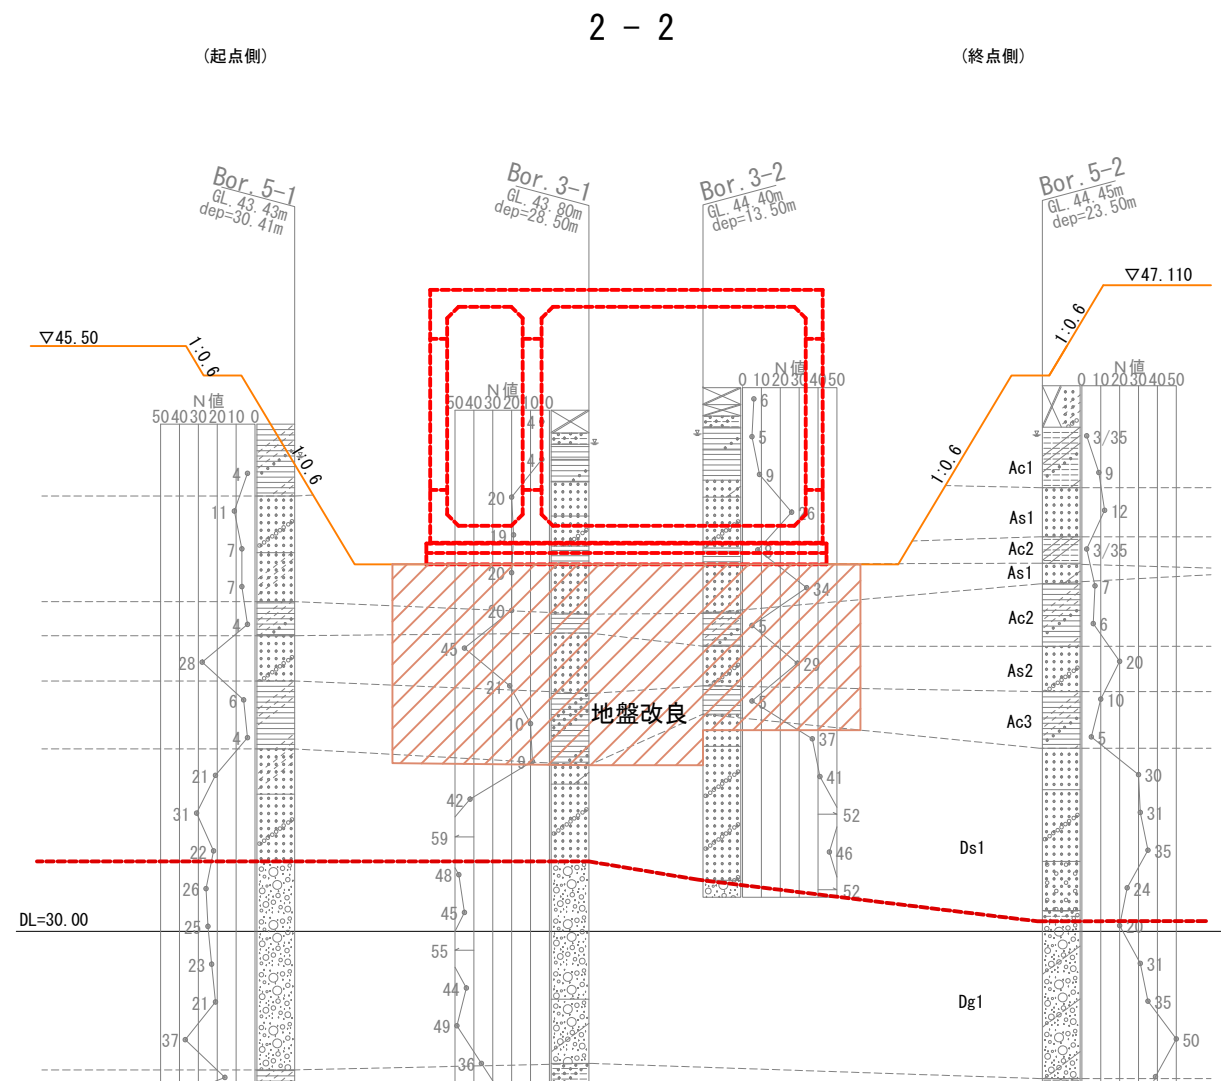 2 - 2
(起点側)
(終点側)
Bor. 5-1
GL. 43.43m
dep=30.41m
Bor. 3-1
GL. 43.80m
dep=28.50m
Bor. 3-2
GL. 44.40m
dep=13.50m
Bor. 5-2
GL. 44.45m
dep=23.50m
▽47.110
▽45.50
1:0.6
1:0.6
1:0.6
1:0.6
N値
50 40 30 20 10 0
4
11
7
7
4
28
6
4
21
31
22
26
25
23
21
37
N値
50 40 30 20 10 0
4
4
20
19
20
20
45
21
10
9
42
59
48
45
55
44
49
36
N値
0 10 20 30 40 50
6
5
9
26
8
34
5
29
5
37
41
52
46
52
N値
0 10 20 30 40 50
3/35
9
12
3/35
7
6
20
10
5
30
31
35
24
20
31
35
50
Ac1
As1
Ac2
As1
Ac2
As2
Ac3
Ds1
Dg1
地盤改良
DL=30.00